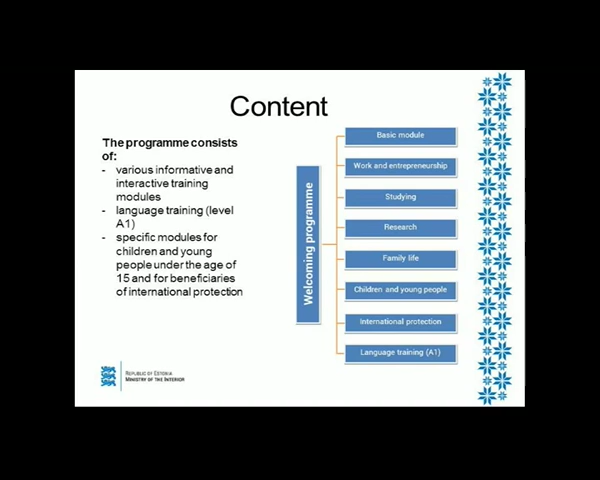 Content
The programme consists
of:
- various informative and
interactive training
modules
- language training (level
A1)
- specific modules for
children and young
people under the age of
15 and for beneficiaries
of international protection
Welcoming programme
Basic module
Work and entrepreneurship
Studying
Research
Family life
Children and young people
International protection
Language training (A1)
REPUBLIC OF ESTONIA
MINISTRY OF THE INTERIOR